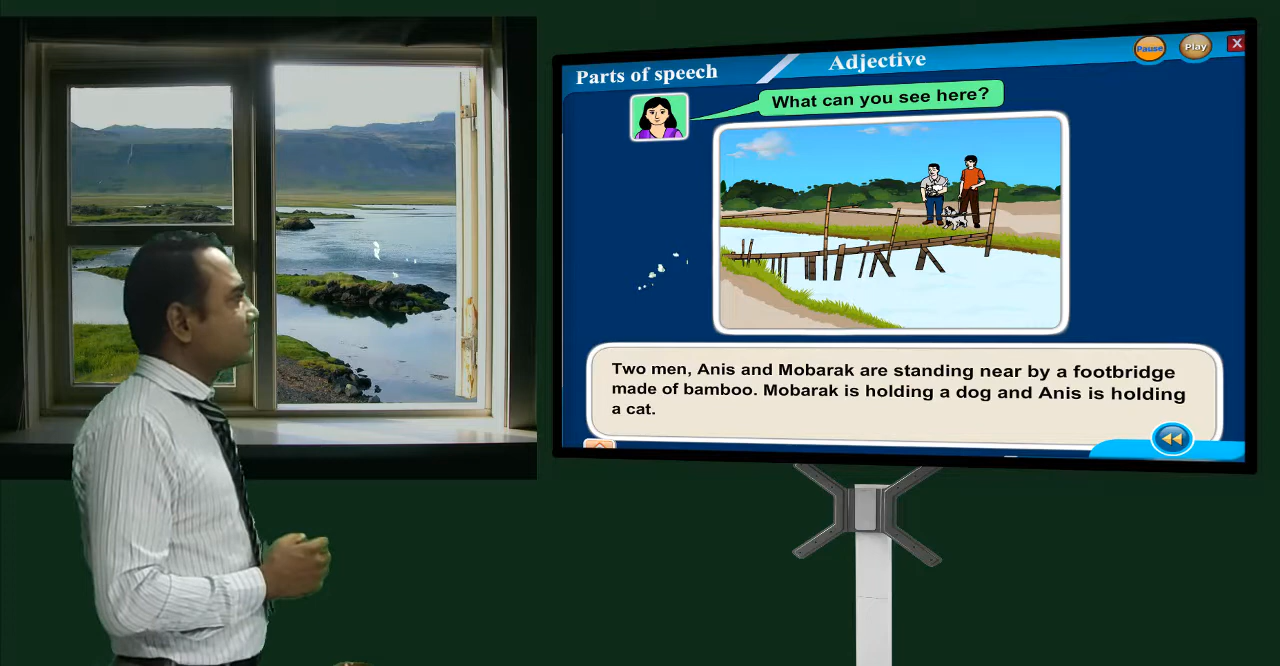 Parts of speech
Adjective
Pause
Play
X
What can you see here?
Two men, Anis and Mobarak are standing near by a footbridge
made of bamboo. Mobarak is holding a dog and Anis is holding
a cat.